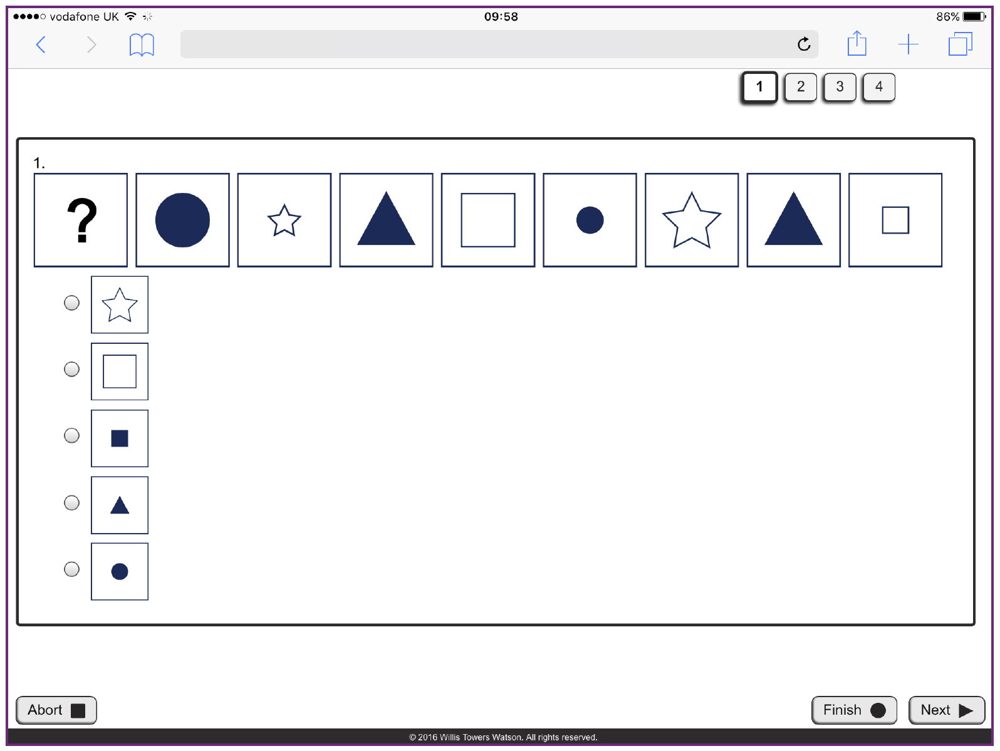 vodafone UK 09:58 86%
1 2 3 4
1.
?
Abort Finish Next
© 2016 Willis Towers Watson. All rights reserved.